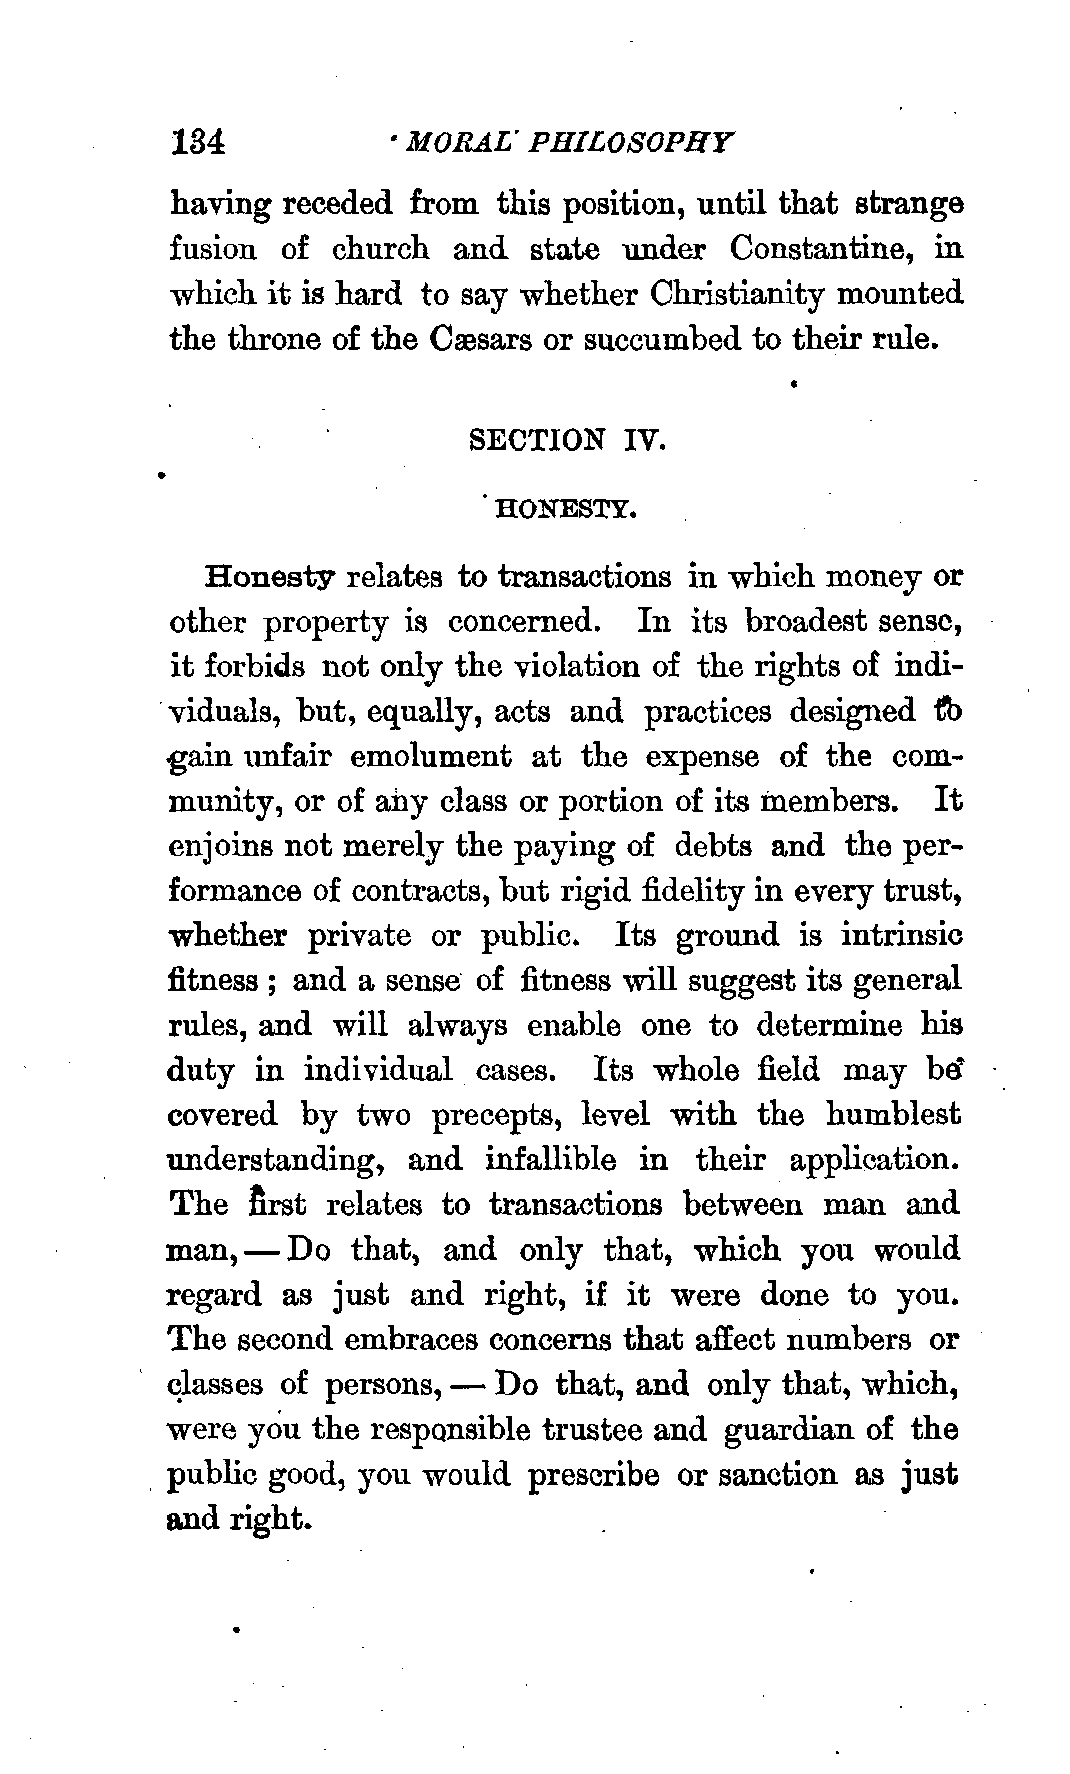 134 MORAL PHILOSOPHY
having receded from this position, until that strange
fusion of church and state under Constantine, in
which it is hard to say whether Christianity mounted
the throne of the Cæsars or succumbed to their rule.
SECTION IV.
HONESTY.
Honesty relates to transactions in which money or
other property is concerned. In its broadest sense,
it forbids not only the violation of the rights of indi-
viduals, but, equally, acts and practices designed to
gain unfair emolument at the expense of the com-
munity, or of any class or portion of its members. It
enjoins not merely the paying of debts and the per-
formance of contracts, but rigid fidelity in every trust,
whether private or public. Its ground is intrinsic
fitness ; and a sense of fitness will suggest its general
rules, and will always enable one to determine his
duty in individual cases. Its whole field may be
covered by two precepts, level with the humblest
understanding, and infallible in their application.
The first relates to transactions between man and
man, — Do that, and only that, which you would
regard as just and right, if it were done to you.
The second embraces concerns that affect numbers or
classes of persons, — Do that, and only that, which,
were you the responsible trustee and guardian of the
public good, you would prescribe or sanction as just
and right.